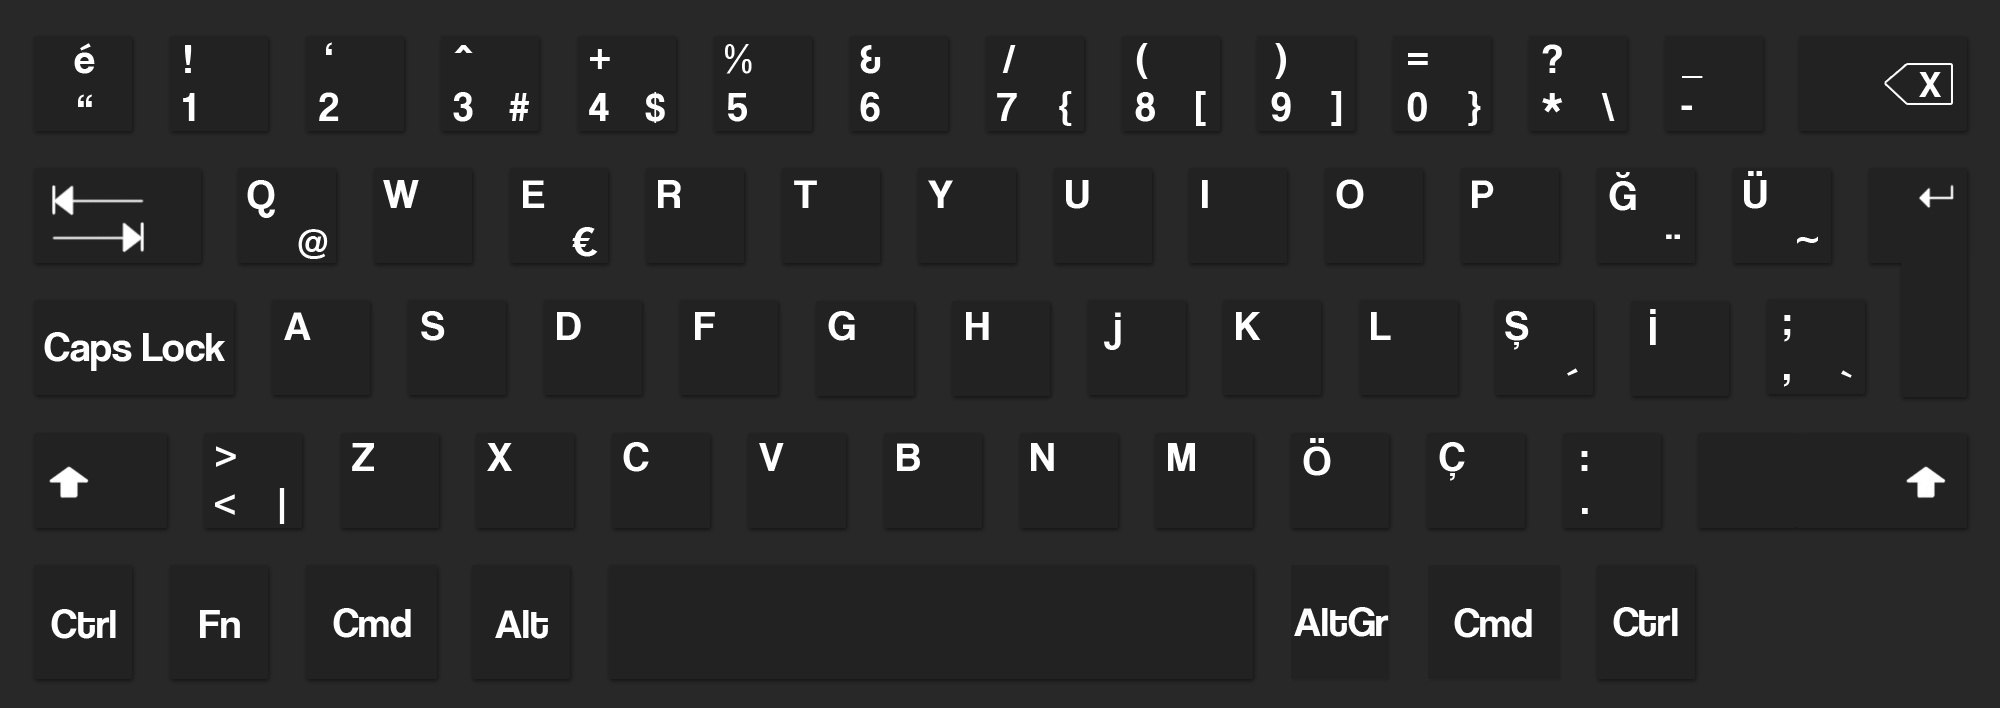 é ! ‘ ^ + % & / ( ) = ? _
“ 1 2 3 # 4 $ 5 6 7 { 8 [ 9 ] 0 } * \ - X
Q @ W E € R T Y U I O P Ğ ¨ Ü ~
Caps Lock A S D F G H j K L Ş ´ İ ; , `
> < | Z X C V B N M Ö Ç : .
Ctrl Fn Cmd Alt AltGr Cmd Ctrl